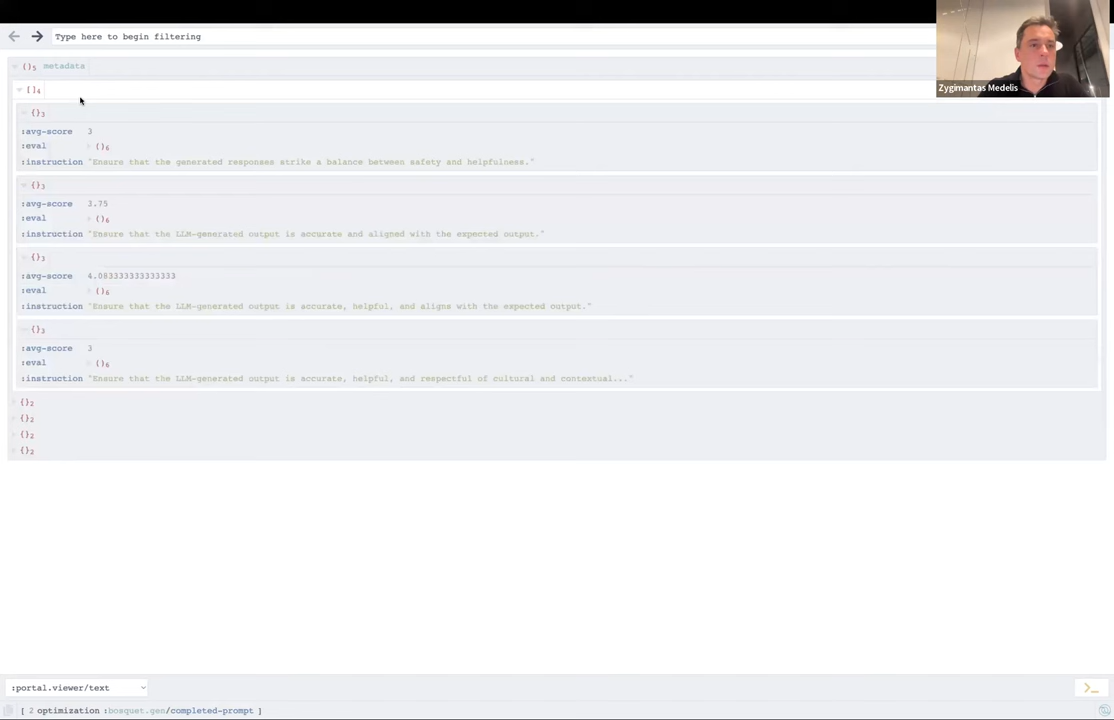 Type here to begin filtering
Zygimantas Medelis
()5 metadata
[]4
{}3
:avg-score 3
:eval ()6
:instruction "Ensure that the generated responses strike a balance between safety and helpfulness."
{}3
:avg-score 3.75
:eval ()6
:instruction "Ensure that the LLM-generated output is accurate and aligned with the expected output."
{}3
:avg-score 4.083333333333333
:eval ()6
:instruction "Ensure that the LLM-generated output is accurate, helpful, and aligns with the expected output."
{}3
:avg-score 3
:eval ()6
:instruction "Ensure that the LLM-generated output is accurate, helpful, and respectful of cultural and contextual..."
{}2
{}2
{}2
{}2
:portal.viewer/text
>_
[ 2 optimization :bosquet.gen/completed-prompt ]